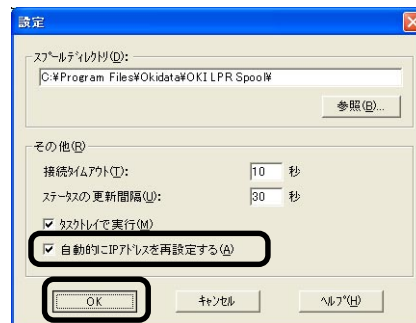 設定
ｽﾌﾟｰﾙﾃﾞｨﾚｸﾄﾘ(D):
C:¥Program Files¥Okidata¥OKI LPR Spool¥
参照(R)...
その他(R)
接続ﾀｲﾑｱｳﾄ(T): 10 秒
ｽﾃｰﾀｽの更新間隔(U): 30 秒
ﾀｽｸﾄﾚｲで実行(M)
自動的にIPｱﾄﾞﾚｽを再設定する(A)
OK ｷｬﾝｾﾙ ﾍﾙﾌﾟ(H)